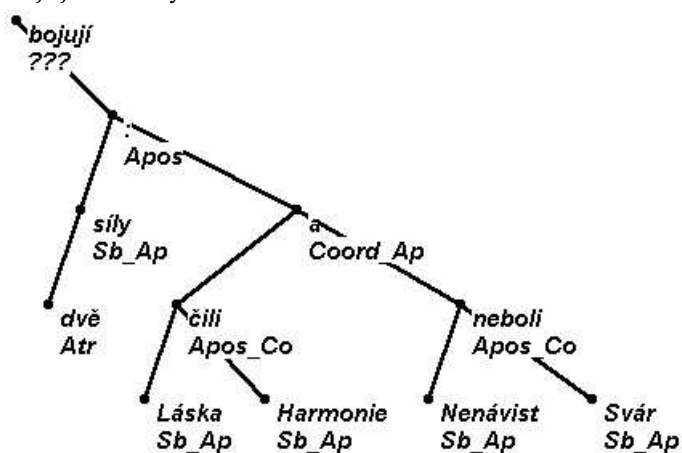 bojují
???
:
Apos
síly
Sb_Ap
a
Coord_Ap
dvě
Atr
čili
Apos_Co
neboli
Apos_Co
Láska
Sb_Ap
Harmonie
Sb_Ap
Nenávist
Sb_Ap
Svár
Sb_Ap